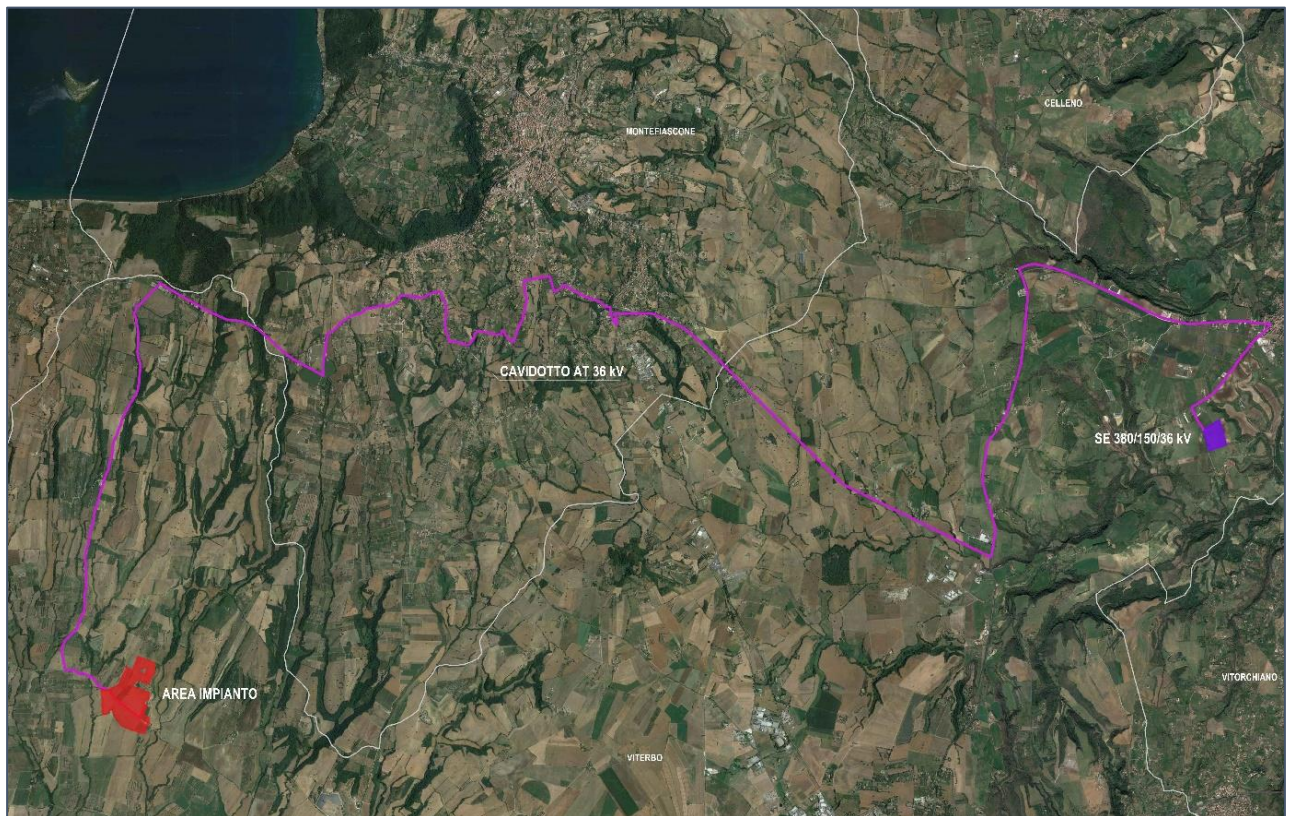 CELLENO
MONTEFIASCONE
CAVIDOTTO AT 36 kV
SE 380/150/36 kV
VITORCHIANO
AREA IMPIANTO
VITERBO